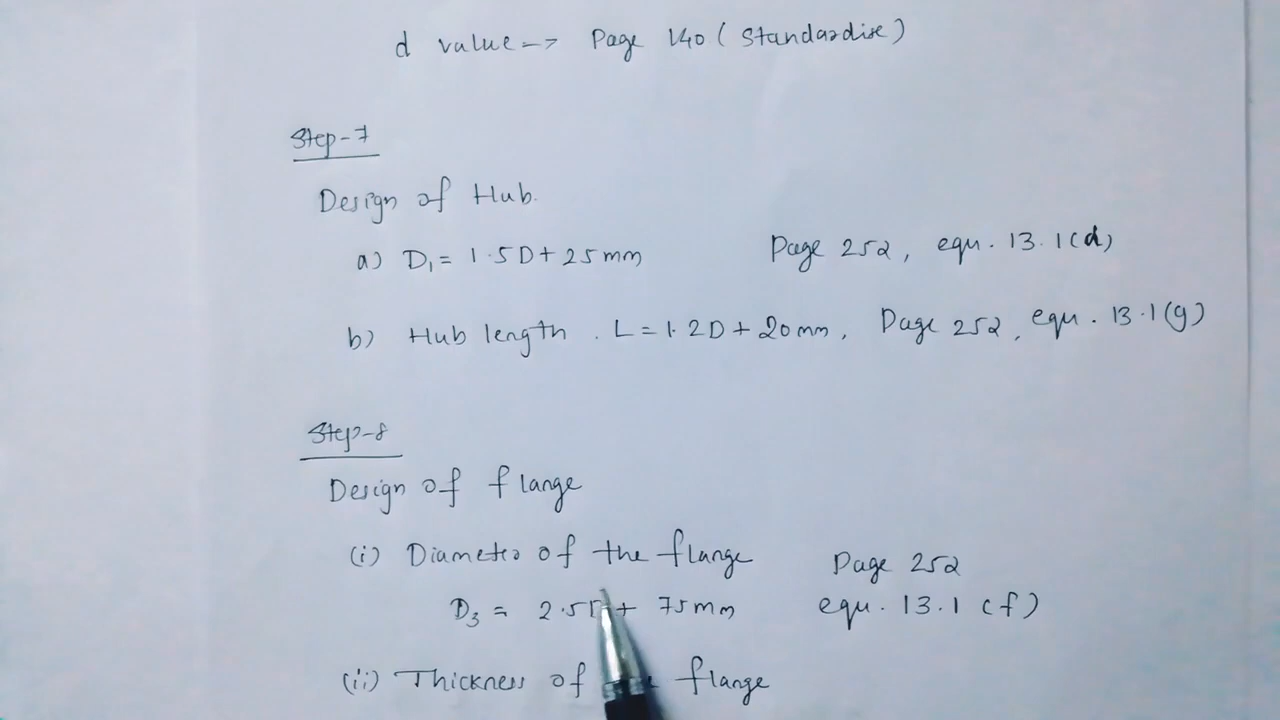 d value --> Page 140 (Standardise)
Step-7
Design of Hub.
a) D₁ = 1.5D + 25mm Page 252, equ. 13.1(d)
b) Hub length. L = 1.2D + 20mm, Page 252, equ. 13.1(g)
Step-8
Design of flange
(i) Diameter of the flange Page 252
D₃ = 2.5D + 75mm equ. 13.1 (f)
(ii) Thickness of flange